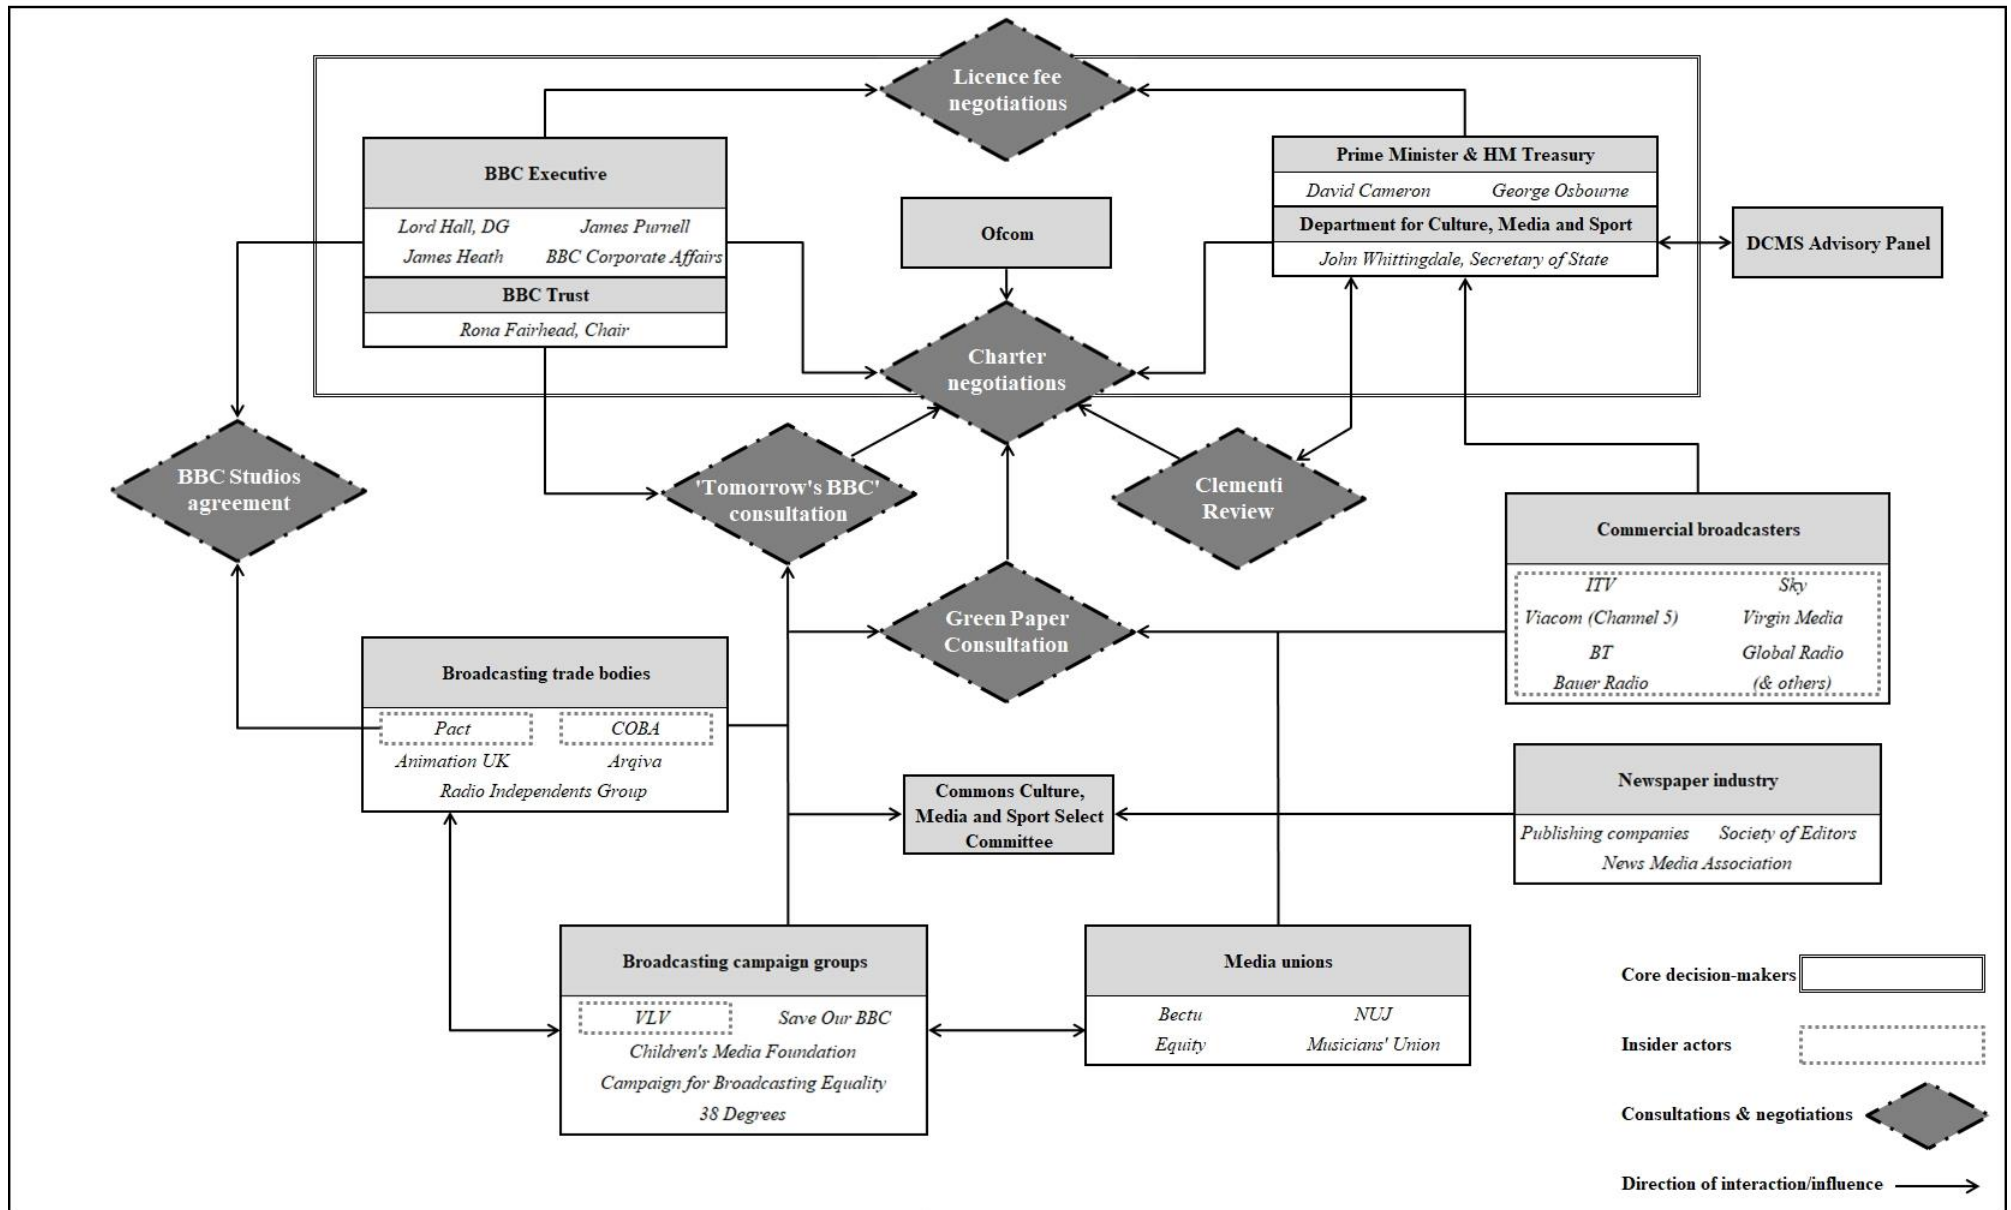 Licence fee
negotiations
BBC Executive
Lord Hall, DG
James Purnell
James Heath
BBC Corporate Affairs
BBC Trust
Rona Fairhead, Chair
Ofcom
Prime Minister & HM Treasury
David Cameron
George Osbourne
Department for Culture, Media and Sport
John Whittingdale, Secretary of State
DCMS Advisory Panel
Charter
negotiations
BBC Studios
agreement
'Tomorrow's BBC'
consultation
Clementi
Review
Green Paper
Consultation
Commercial broadcasters
ITV
Sky
Viacom (Channel 5)
Virgin Media
BT
Global Radio
Bauer Radio
(& others)
Broadcasting trade bodies
Pact
COBA
Animation UK
Arqiva
Radio Independents Group
Commons Culture,
Media and Sport Select
Committee
Newspaper industry
Publishing companies
Society of Editors
News Media Association
Broadcasting campaign groups
VLV
Save Our BBC
Children's Media Foundation
Campaign for Broadcasting Equality
38 Degrees
Media unions
Bectu
NUJ
Equity
Musicians' Union
Core decision-makers
Insider actors
Consultations & negotiations
Direction of interaction/influence